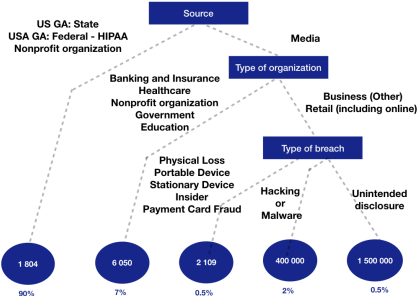 Source
US GA: State
USA GA: Federal - HIPAA
Nonprofit organization
Media
Type of organization
Banking and Insurance
Healthcare
Nonprofit organization
Government
Education
Business (Other)
Retail (including online)
Type of breach
Physical Loss
Portable Device
Stationary Device
Insider
Payment Card Fraud
Hacking
or
Malware
Unintended
disclosure
1 804
6 050
2 109
400 000
1 500 000
90%
7%
0.5%
2%
0.5%